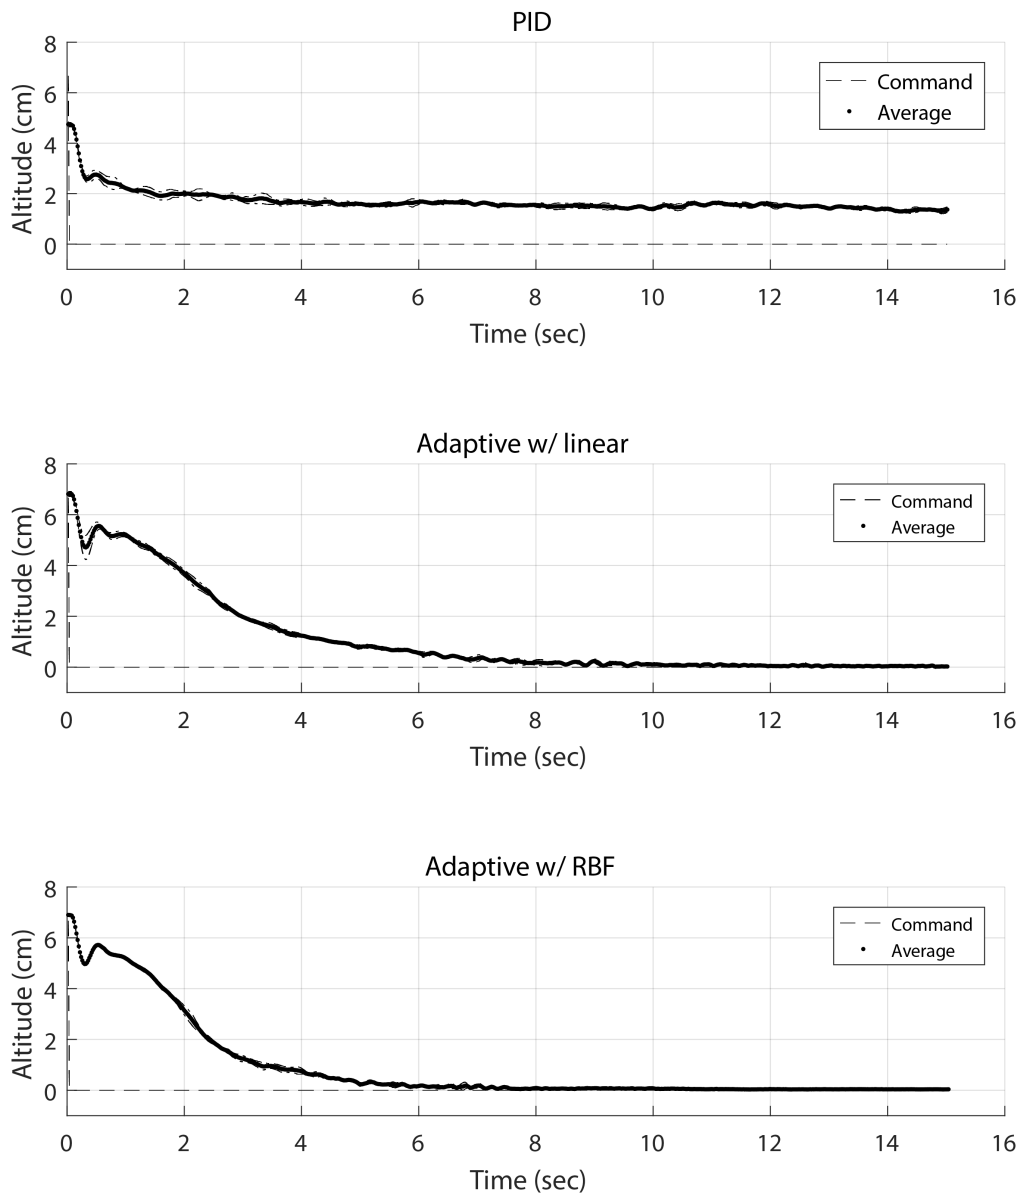 PID
8
6
4
2
0
Altitude (cm)
Command
Average
0 2 4 6 8 10 12 14 16
Time (sec)
Adaptive w/ linear
8
6
4
2
0
Altitude (cm)
Command
Average
0 2 4 6 8 10 12 14 16
Time (sec)
Adaptive w/ RBF
8
6
4
2
0
Altitude (cm)
Command
Average
0 2 4 6 8 10 12 14 16
Time (sec)